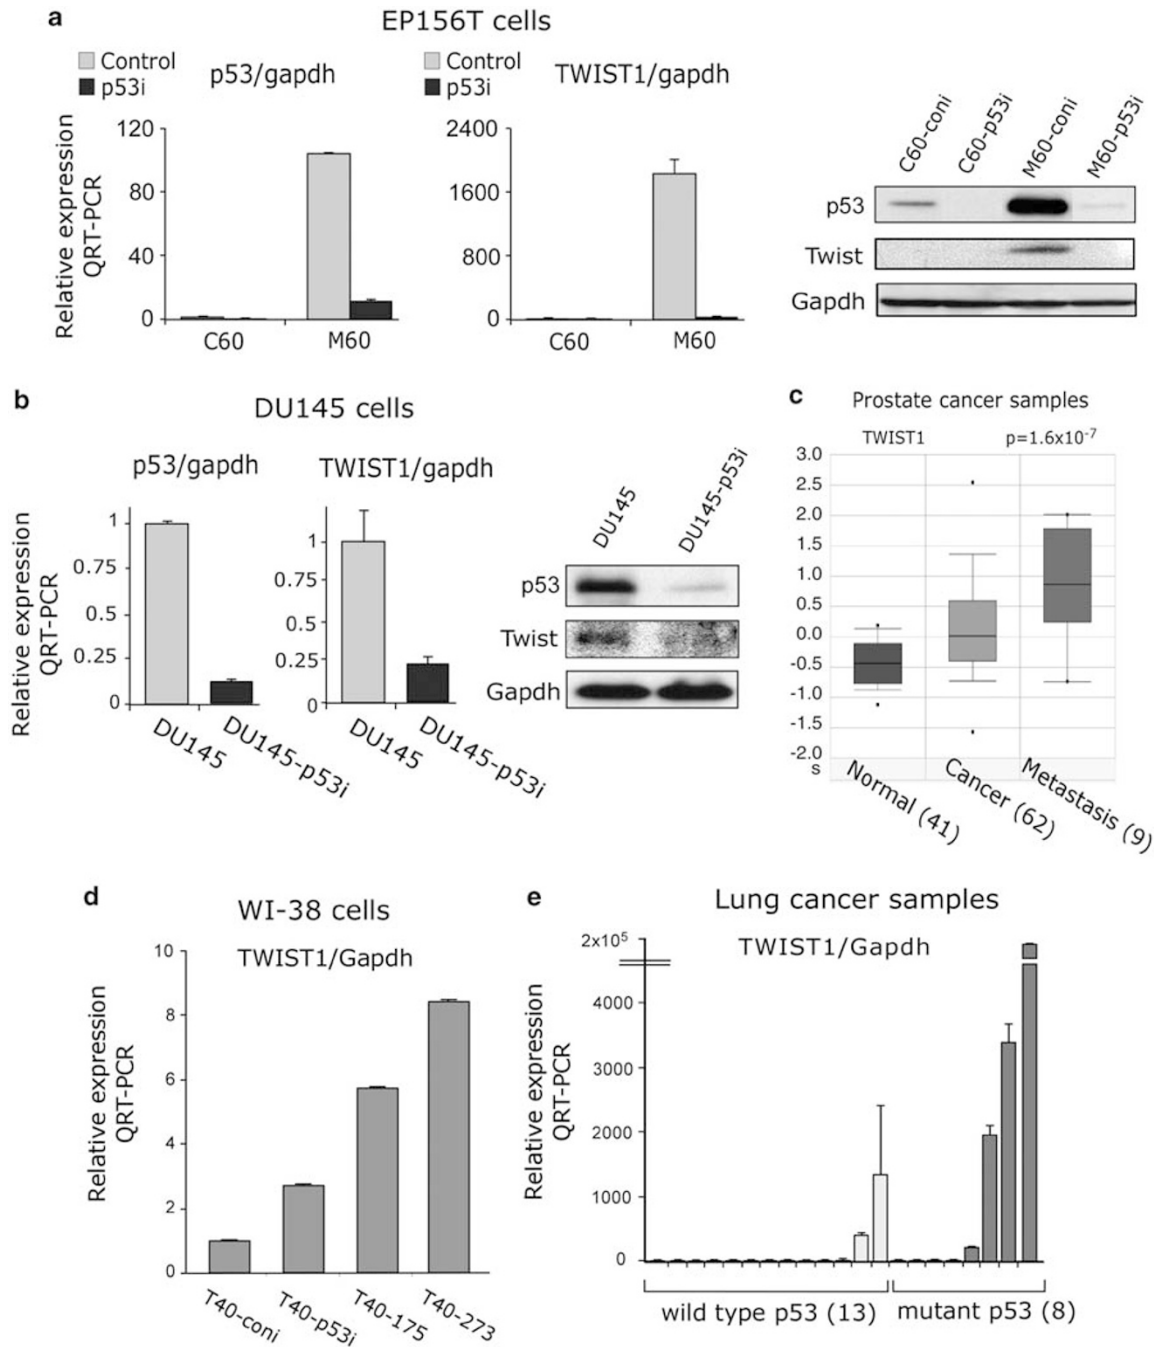 a
EP156T cells
Control
p53i
p53/gapdh
Relative expression
QRT-PCR
120
80
40
0
C60
M60
Control
p53i
TWIST1/gapdh
2400
1600
800
0
C60
M60
C60-coni
C60-p53i
M60-coni
M60-p53i
p53
Twist
Gapdh
b
DU145 cells
p53/gapdh
Relative expression
QRT-PCR
1
0.75
0.5
0.25
0
DU145
DU145-p53i
TWIST1/gapdh
1
0.75
0.5
0.25
0
DU145
DU145-p53i
DU145
DU145-p53i
p53
Twist
Gapdh
c
Prostate cancer samples
TWIST1
p=1.6x10⁻⁷
3.0
2.5
2.0
1.5
1.0
0.5
0.0
-0.5
-1.0
-1.5
-2.0
s
Normal (41)
Cancer (62)
Metastasis (9)
d
WI-38 cells
TWIST1/Gapdh
Relative expression
QRT-PCR
10
8
6
4
2
0
T40-coni
T40-p53i
T40-175
T40-273
e
Lung cancer samples
TWIST1/Gapdh
Relative expression
QRT-PCR
2x10⁵
4000
3000
2000
1000
0
wild type p53 (13)
mutant p53 (8)